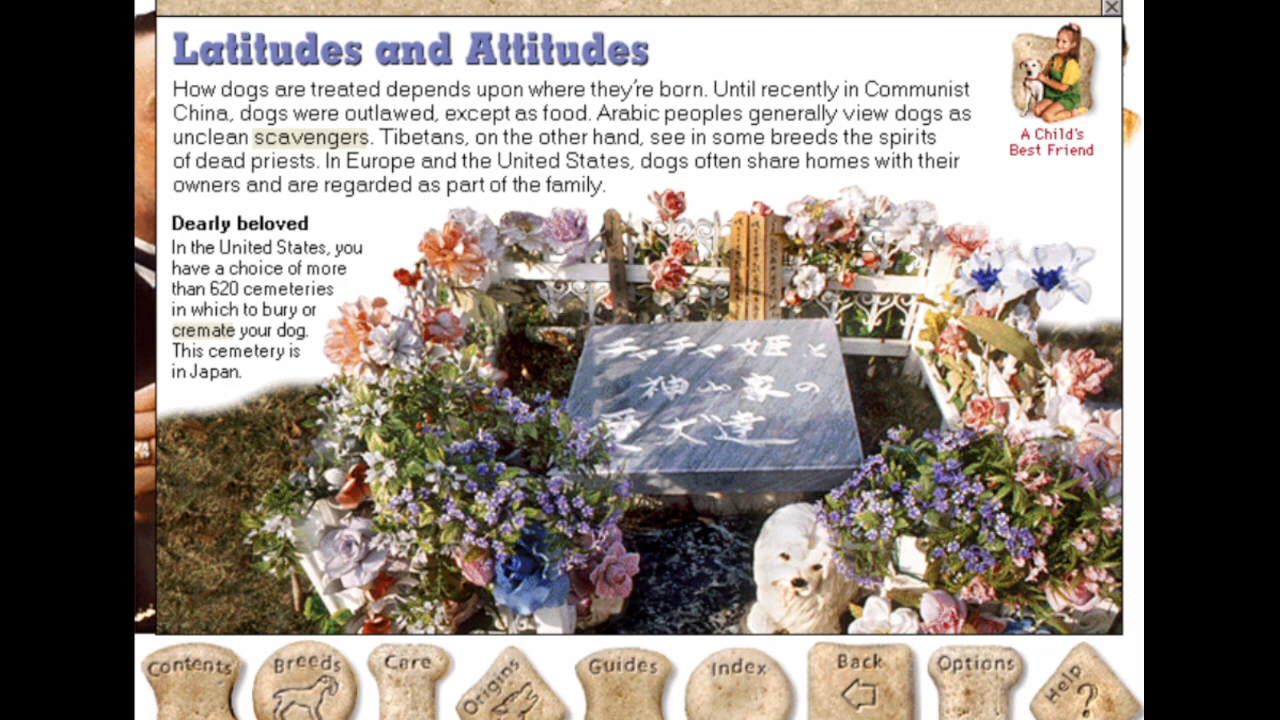 Latitudes and Attitudes
How dogs are treated depends upon where they're born. Until recently in Communist
China, dogs were outlawed, except as food. Arabic peoples generally view dogs as
unclean scavengers. Tibetans, on the other hand, see in some breeds the spirits
of dead priests. In Europe and the United States, dogs often share homes with their
owners and are regarded as part of the family.
A Child's
Best Friend
Dearly beloved
In the United States, you
have a choice of more
than 620 cemeteries
in which to bury or
cremate your dog.
This cemetery is
in Japan.
チャチャ姫と
山家の
愛犬達
Contents
Breeds
Care
Origins
Guides
Index
Back
Options
Help
?